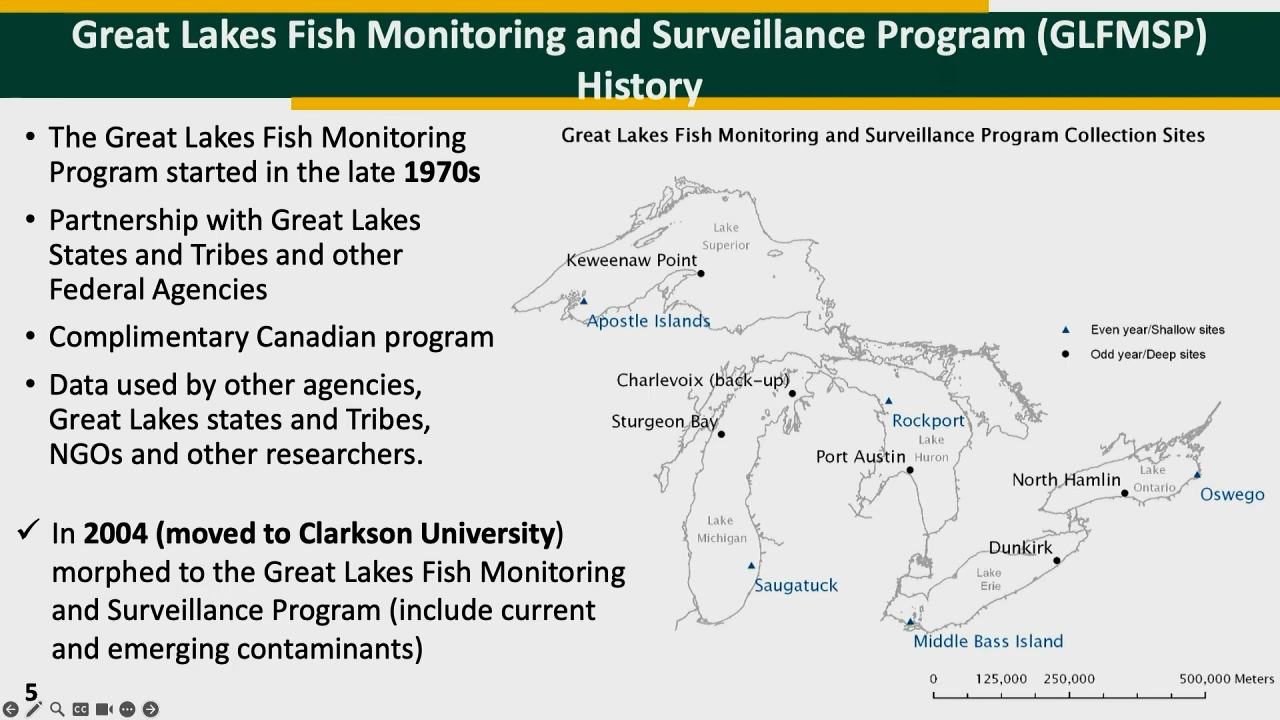 Great Lakes Fish Monitoring and Surveillance Program (GLFMSP)
History
• The Great Lakes Fish Monitoring
Program started in the late 1970s
• Partnership with Great Lakes
States and Tribes and other
Federal Agencies
• Complimentary Canadian program
• Data used by other agencies,
Great Lakes states and Tribes,
NGOs and other researchers.
✓ In 2004 (moved to Clarkson University)
morphed to the Great Lakes Fish Monitoring
and Surveillance Program (include current
and emerging contaminants)
5
CC
Great Lakes Fish Monitoring and Surveillance Program Collection Sites
Lake
Superior
Keweenaw Point
Apostle Islands
Even year/Shallow sites
Odd year/Deep sites
Charlevoix (back-up)
Sturgeon Bay
Rockport
Lake
Huron
Port Austin
North Hamlin
Lake
Ontario
Oswego
Lake
Michigan
Dunkirk
Lake
Erie
Saugatuck
Middle Bass Island
0 125,000 250,000 500,000 Meters